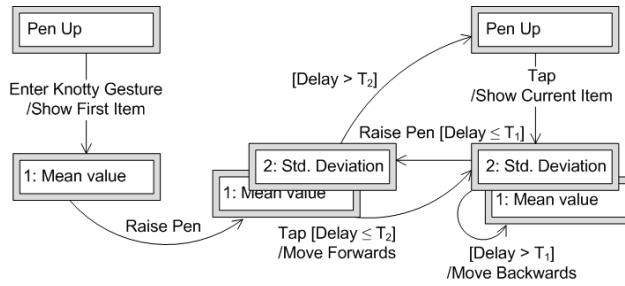 Pen Up
Pen Up
[Delay > T₂]
Enter Knotty Gesture
/Show First Item
Tap
/Show Current Item
Raise Pen [Delay ≤ T₁]
1: Mean value
2: Std. Deviation
2: Std. Deviation
1: Mean value
1: Mean value
Raise Pen
Tap [Delay ≤ T₂]
/Move Forwards
[Delay > T₁]
/Move Backwards